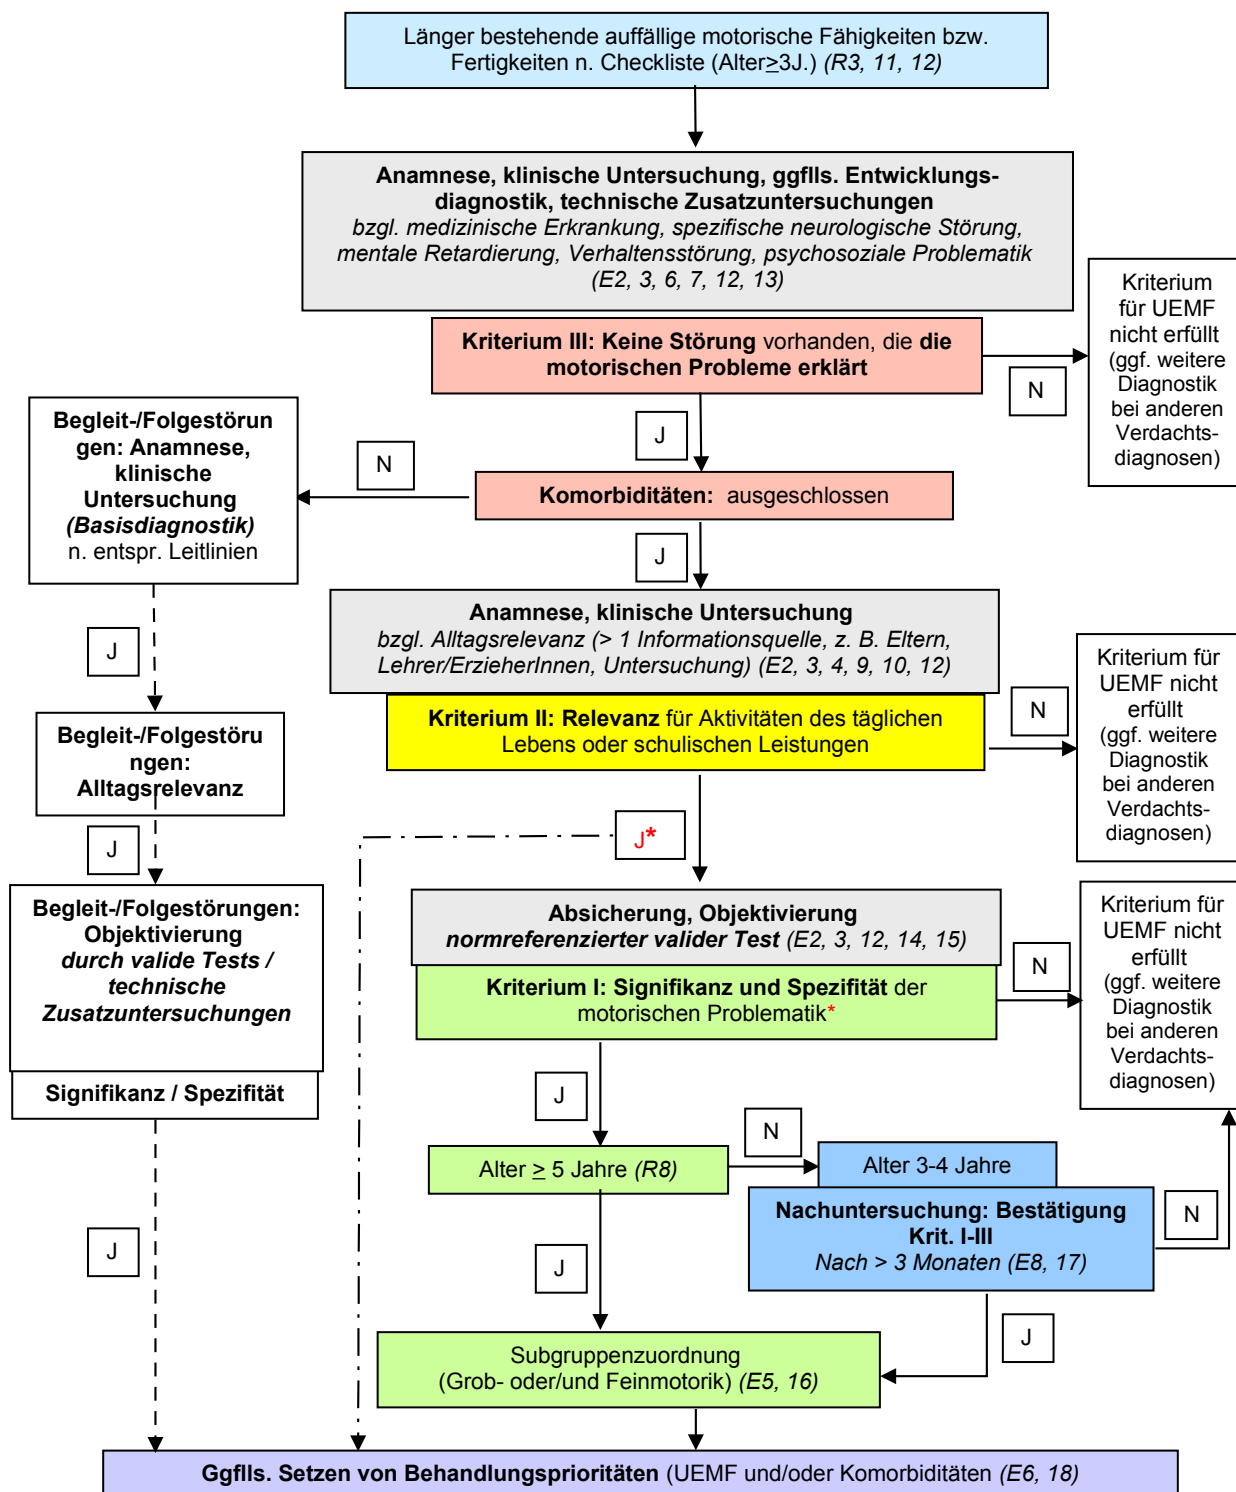 Länger bestehende auffällige motorische Fähigkeiten bzw.
Fertigkeiten n. Checkliste (Alter≥3J.) (R3, 11, 12)
Anamnese, klinische Untersuchung, ggflls. Entwicklungs-
diagnostik, technische Zusatzuntersuchungen
bzgl. medizinische Erkrankung, spezifische neurologische Störung,
mentale Retardierung, Verhaltensstörung, psychosoziale Problematik
(E2, 3, 6, 7, 12, 13)
Kriterium III: Keine Störung vorhanden, die die
motorischen Probleme erklärt
N
Kriterium
für UEMF
nicht erfüllt
(ggf. weitere
Diagnostik
bei anderen
Verdachts-
diagnosen)
J
Komorbiditäten: ausgeschlossen
N
Begleit-/Folgestörun
gen: Anamnese,
klinische
Untersuchung
(Basisdiagnostik)
n. entspr. Leitlinien
J
J
Anamnese, klinische Untersuchung
bzgl. Alltagsrelevanz (> 1 Informationsquelle, z. B. Eltern,
Lehrer/ErzieherInnen, Untersuchung) (E2, 3, 4, 9, 10, 12)
Kriterium II: Relevanz für Aktivitäten des täglichen
Lebens oder schulischen Leistungen
N
Kriterium für
UEMF nicht
erfüllt
(ggf. weitere
Diagnostik
bei anderen
Verdachts-
diagnosen)
Begleit-/Folgestöru
ngen:
Alltagsrelevanz
J
J*
Begleit-/Folgestörungen:
Objektivierung
durch valide Tests /
technische
Zusatzuntersuchungen
Signifikanz / Spezifität
Absicherung, Objektivierung
normreferenzierter valider Test (E2, 3, 12, 14, 15)
Kriterium I: Signifikanz und Spezifität der
motorischen Problematik*
N
Kriterium für
UEMF nicht
erfüllt
(ggf. weitere
Diagnostik
bei anderen
Verdachts-
diagnosen)
J
Alter ≥ 5 Jahre (R8)
N
Alter 3-4 Jahre
Nachuntersuchung: Bestätigung
Krit. I-III
Nach > 3 Monaten (E8, 17)
N
J
J
J
Subgruppenzuordnung
(Grob- oder/und Feinmotorik) (E5, 16)
Ggflls. Setzen von Behandlungsprioritäten (UEMF und/oder Komorbiditäten (E6, 18)